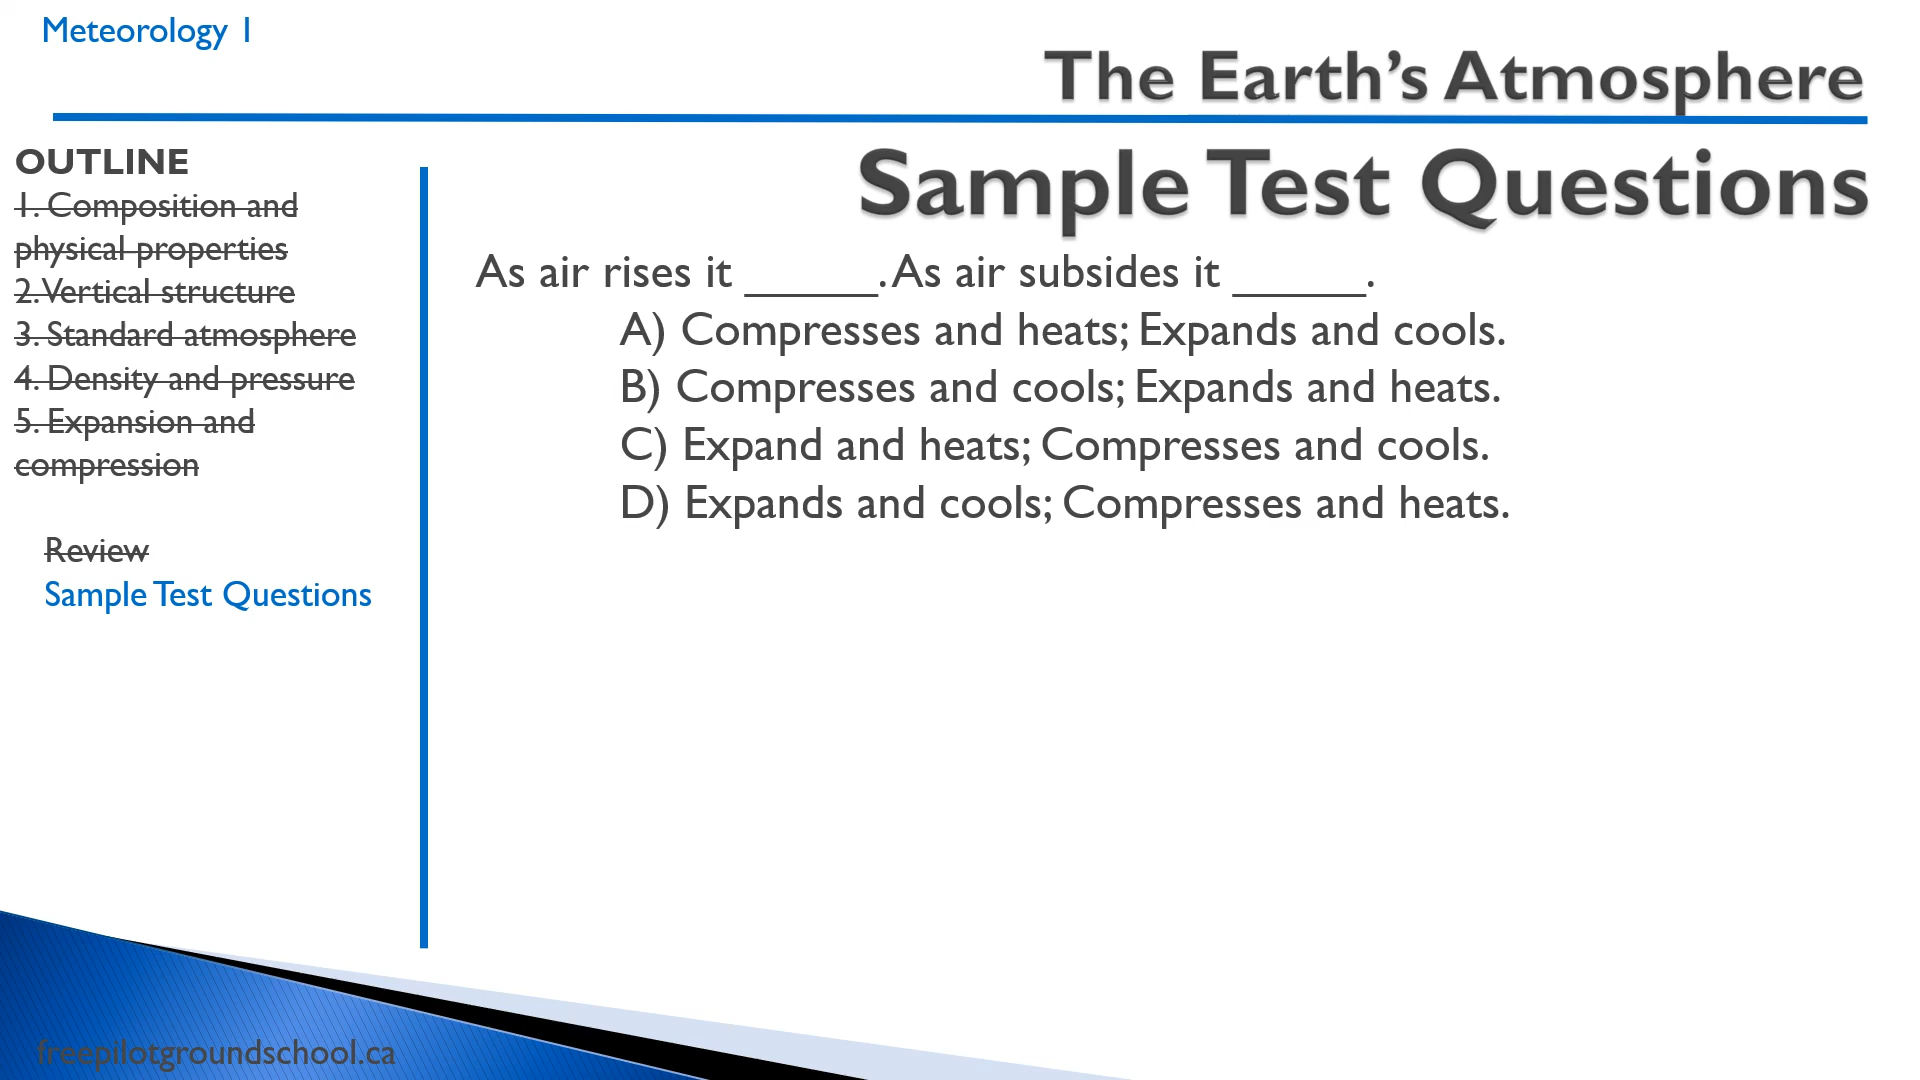 Meteorology 1
The Earth’s Atmosphere
OUTLINE
1. Composition and
physical properties
2. Vertical structure
3. Standard atmosphere
4. Density and pressure
5. Expansion and
compression
Review
Sample Test Questions
Sample Test Questions
As air rises it _____. As air subsides it _____.
A) Compresses and heats; Expands and cools.
B) Compresses and cools; Expands and heats.
C) Expand and heats; Compresses and cools.
D) Expands and cools; Compresses and heats.
freepilotgroundschool.ca